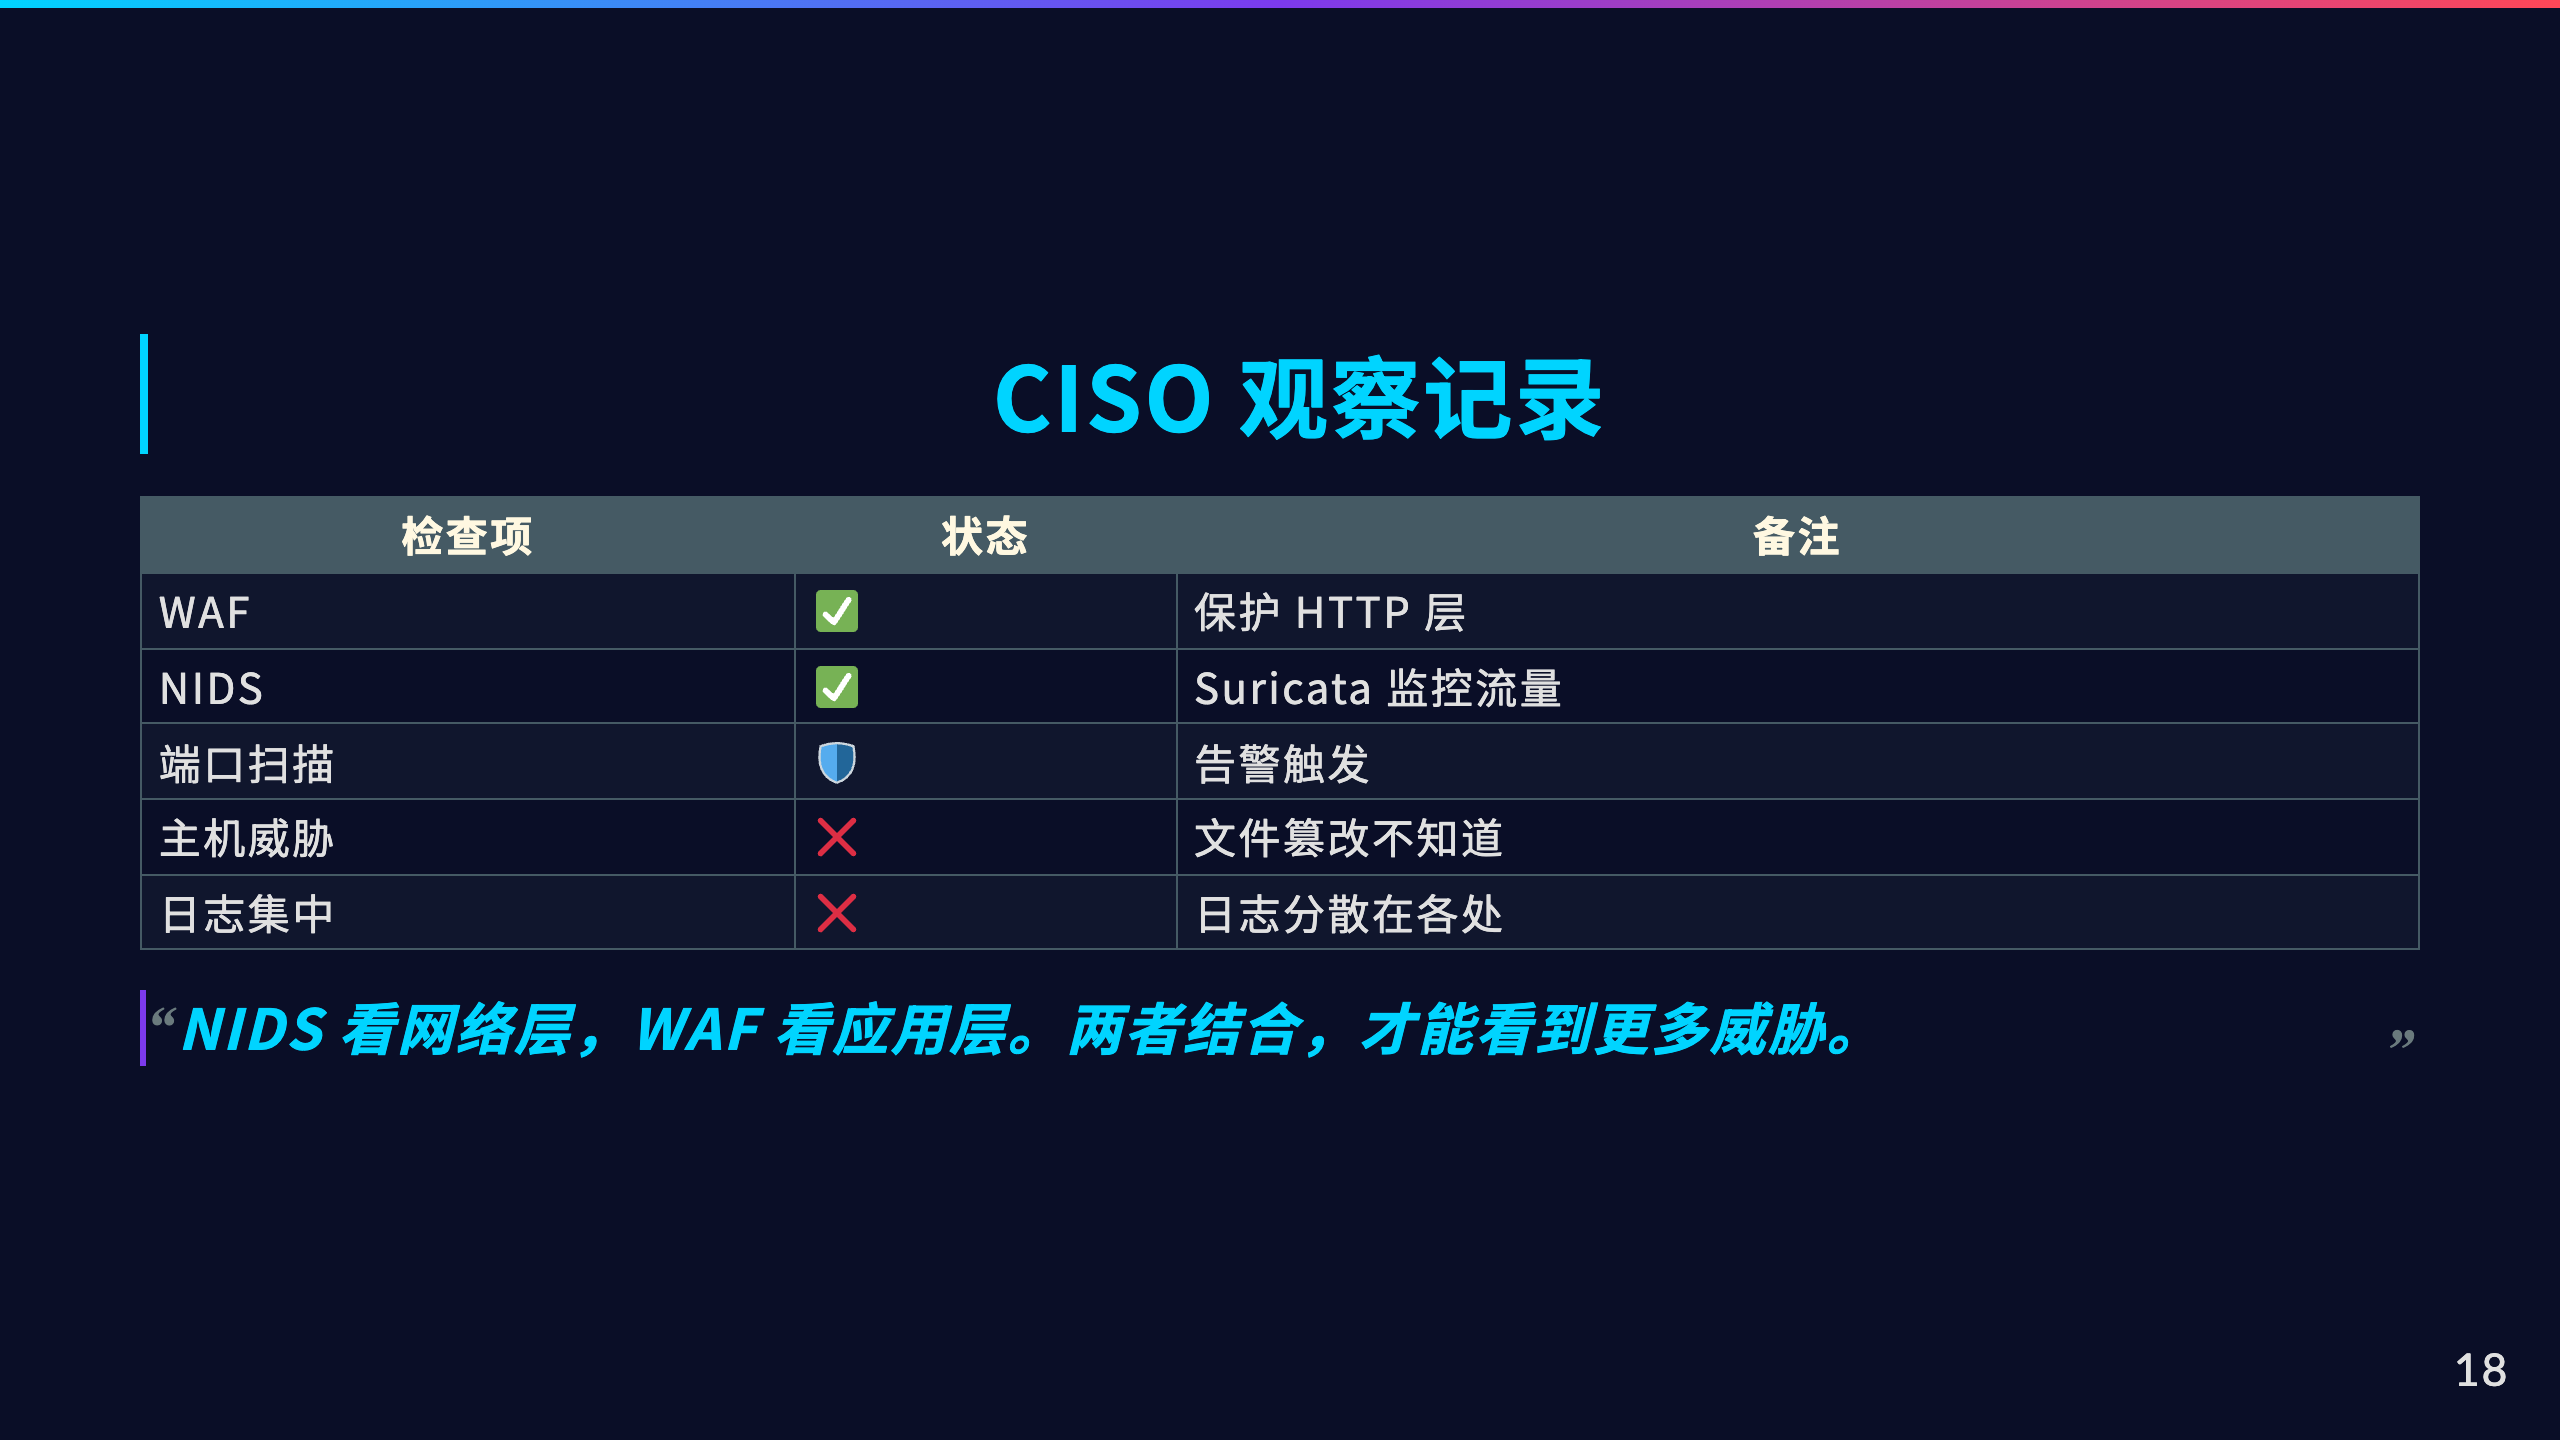 CISO 观察记录
检查项 状态 备注
WAF ✅ 保护 HTTP 层
NIDS ✅ Suricata 监控流量
端口扫描 🛡️ 告警触发
主机威胁 ❌ 文件篡改不知道
日志集中 ❌ 日志分散在各处
“NIDS 看网络层，WAF 看应用层。两者结合，才能看到更多威胁。”
18